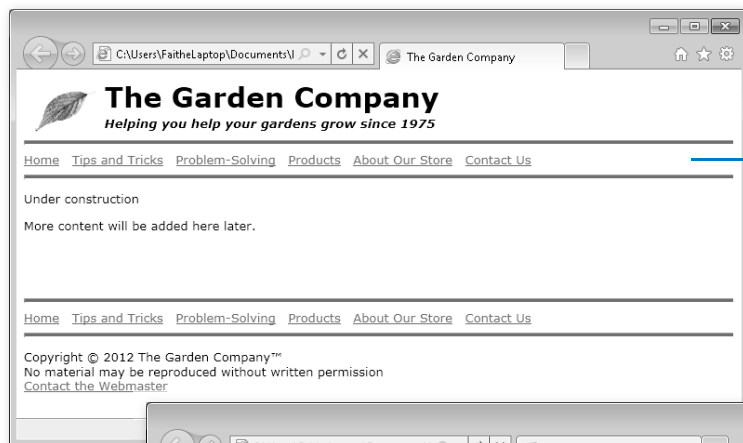 C:\Users\FaitheLaptop\Documents\
The Garden Company
The Garden Company
Helping you help your gardens grow since 1975
Home Tips and Tricks Problem-Solving Products About Our Store Contact Us
Under construction
More content will be added here later.
Home Tips and Tricks Problem-Solving Products About Our Store Contact Us
Copyright © 2012 The Garden Company™
No material may be reproduced without written permission
Contact the Webmaster